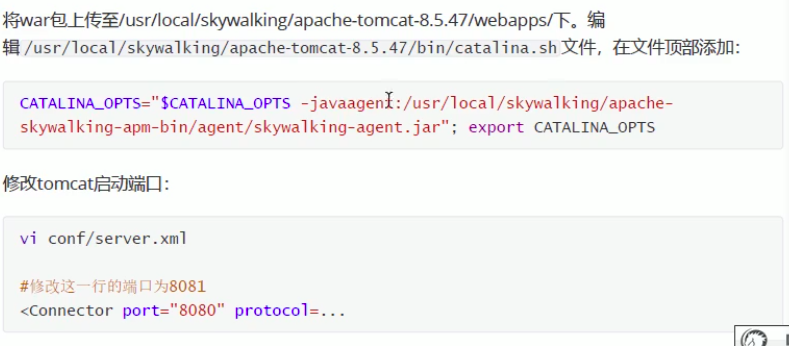 将war包上传至/usr/local/skywalking/apache-tomcat-8.5.47/webapps/下。编
辑/usr/local/skywalking/apache-tomcat-8.5.47/bin/catalina.sh文件，在文件顶部添加：
CATALINA_OPTS="$CATALINA_OPTS -javaagent:/usr/local/skywalking/apache-
skywalking-apm-bin/agent/skywalking-agent.jar"; export CATALINA_OPTS
修改tomcat启动端口：
vi conf/server.xml
#修改这一行的端口为8081
<Connector port="8080" protocol=...